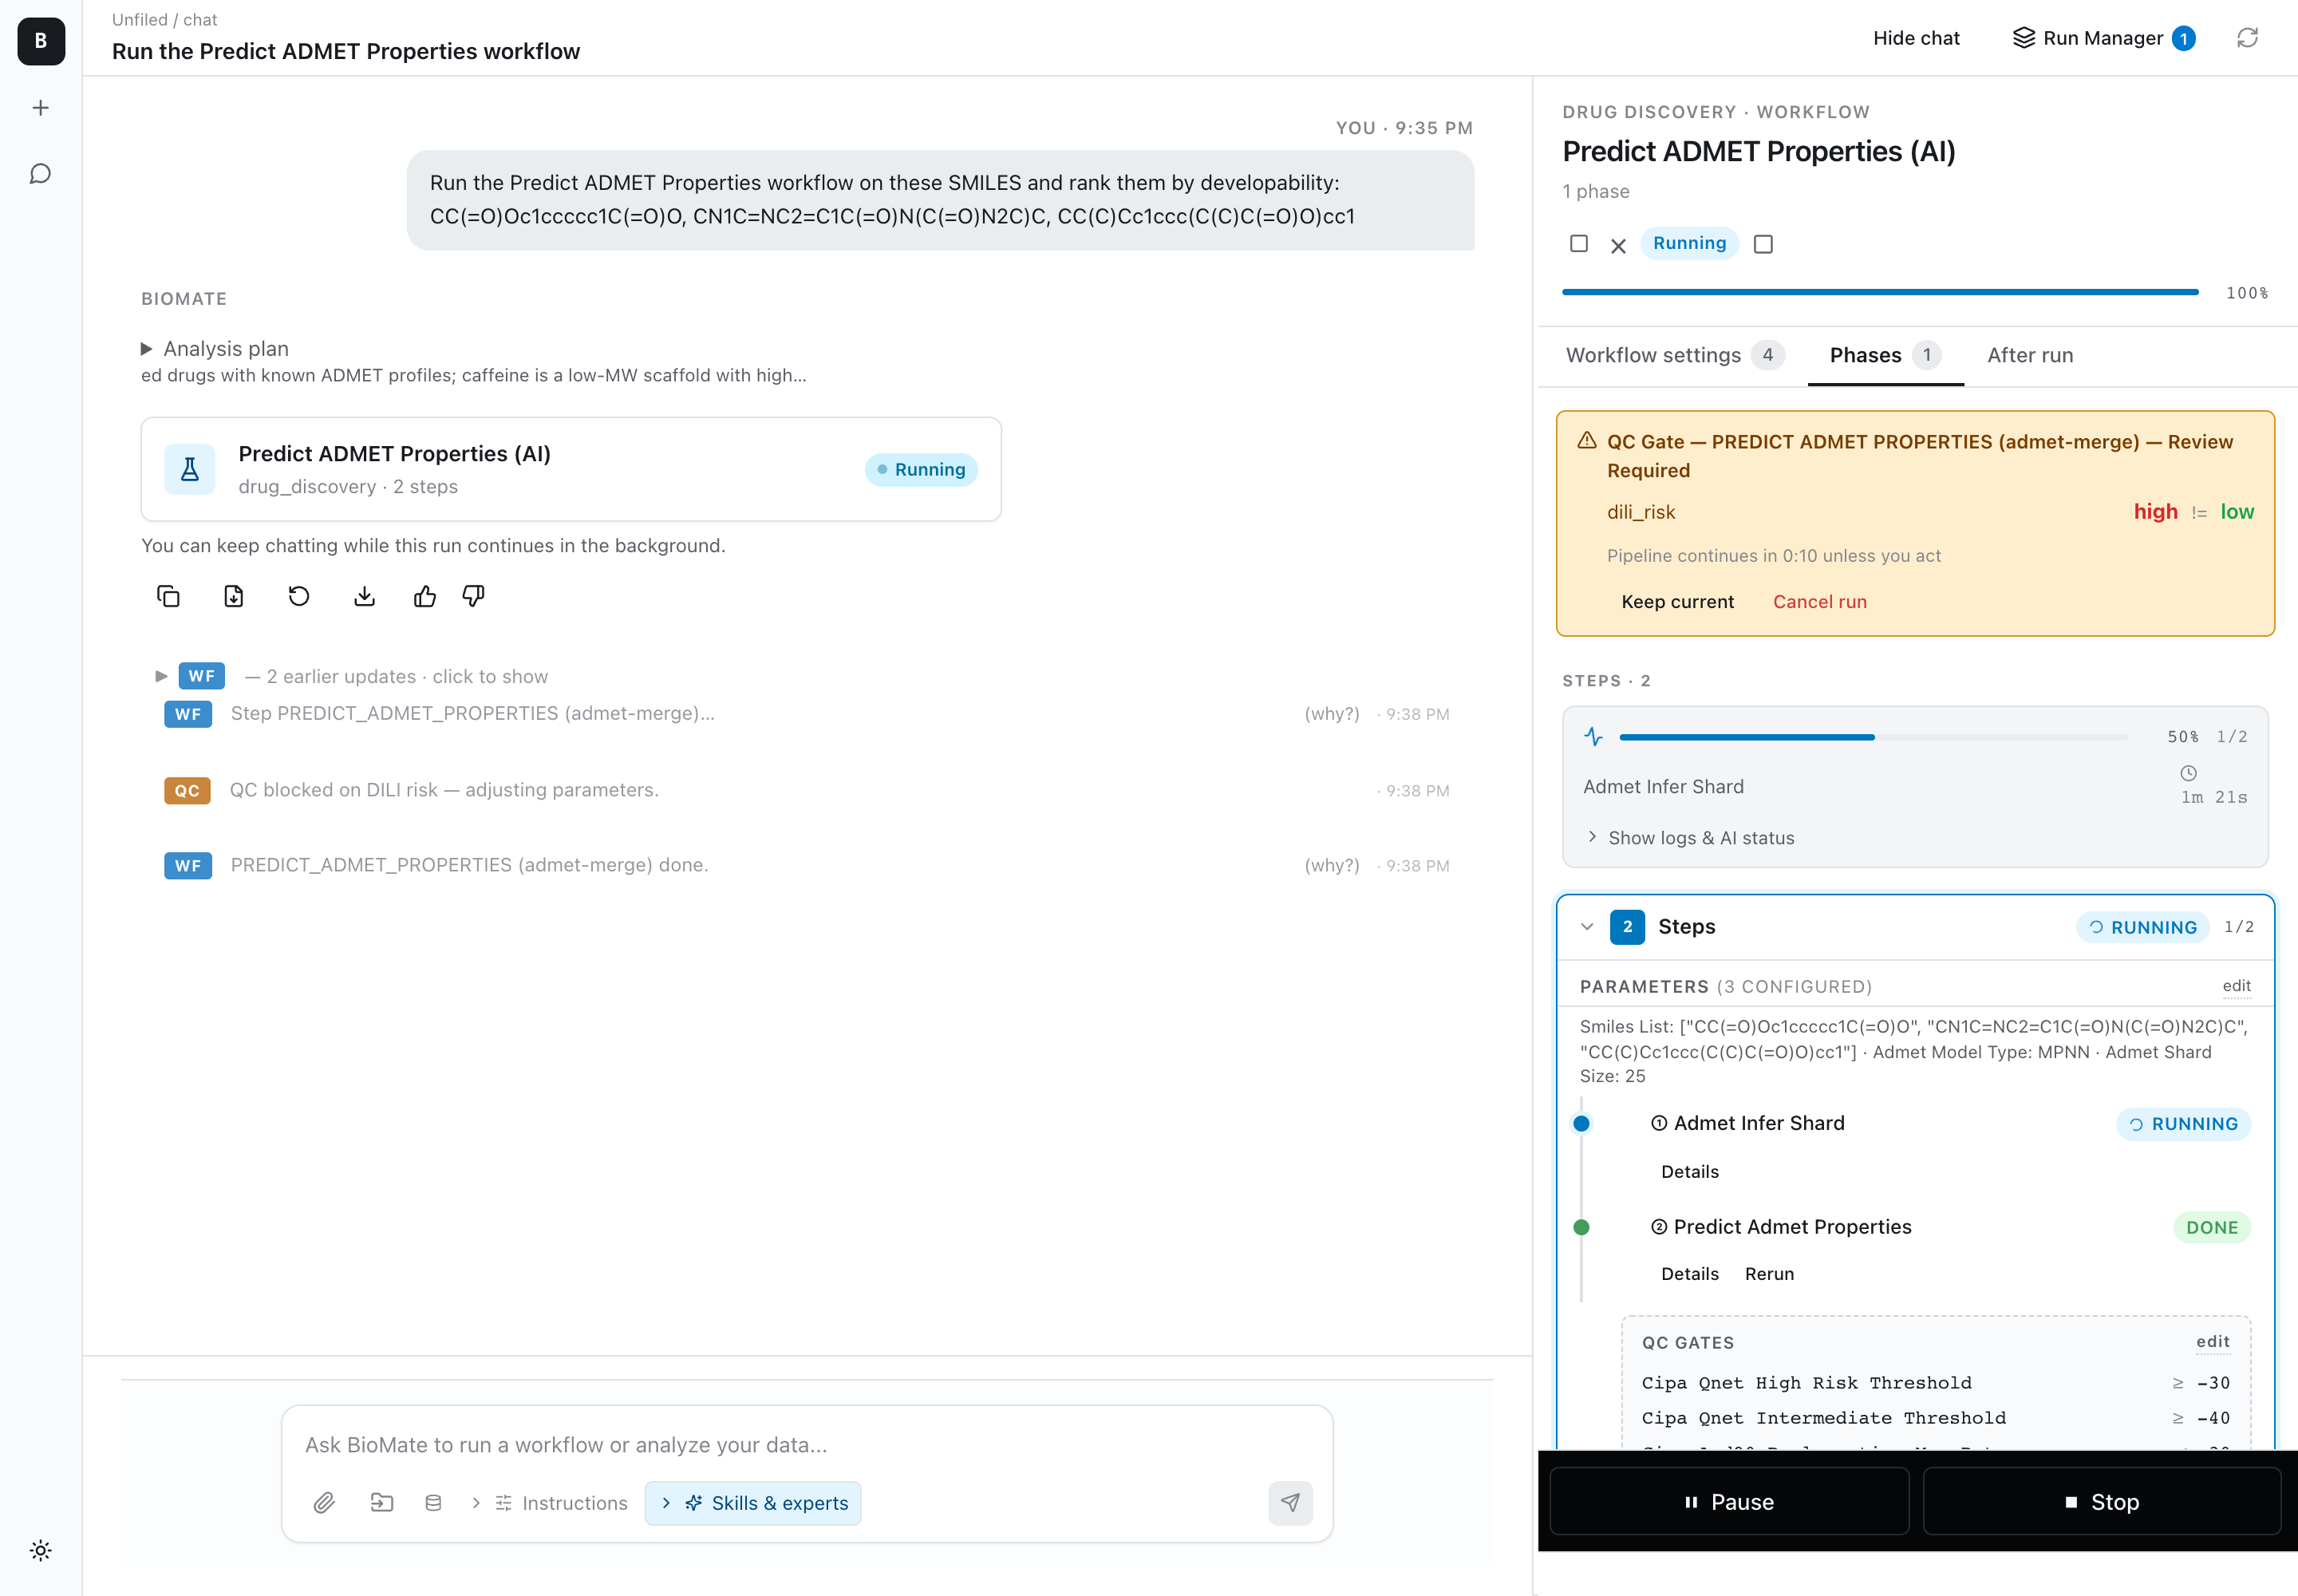 B
Unfiled / chat
Run the Predict ADMET Properties workflow
Hide chat
Run Manager 1
YOU · 9:35 PM
Run the Predict ADMET Properties workflow on these SMILES and rank them by developability:
CC(=O)Oc1ccccc1C(=O)O, CN1C=NC2=C1C(=O)N(C(=O)N2C)C, CC(C)Cc1ccc(C(C)C(=O)O)cc1
BIOMATE
Analysis plan
ed drugs with known ADMET profiles; caffeine is a low-MW scaffold with high...
Predict ADMET Properties (AI)
drug_discovery · 2 steps
Running
You can keep chatting while this run continues in the background.
WF — 2 earlier updates · click to show
WF Step PREDICT_ADMET_PROPERTIES (admet-merge)... (why?) · 9:38 PM
QC QC blocked on DILI risk — adjusting parameters. · 9:38 PM
WF PREDICT_ADMET_PROPERTIES (admet-merge) done. (why?) · 9:38 PM
Ask BioMate to run a workflow or analyze your data...
Instructions
Skills & experts
DRUG DISCOVERY · WORKFLOW
Predict ADMET Properties (AI)
1 phase
Running
100%
Workflow settings 4
Phases 1
After run
QC Gate — PREDICT ADMET PROPERTIES (admet-merge) — Review
Required
dili_risk high != low
Pipeline continues in 0:10 unless you act
Keep current Cancel run
STEPS · 2
50% 1/2
Admet Infer Shard
1m 21s
Show logs & AI status
2 Steps RUNNING 1/2
PARAMETERS (3 CONFIGURED) edit
Smiles List: ["CC(=O)Oc1ccccc1C(=O)O", "CN1C=NC2=C1C(=O)N(C(=O)N2C)C",
"CC(C)Cc1ccc(C(C)C(=O)O)cc1"] · Admet Model Type: MPNN · Admet Shard
Size: 25
① Admet Infer Shard RUNNING
Details
② Predict Admet Properties DONE
Details Rerun
QC GATES edit
Cipa Qnet High Risk Threshold ≥ -30
Cipa Qnet Intermediate Threshold ≥ -40
Pause
Stop